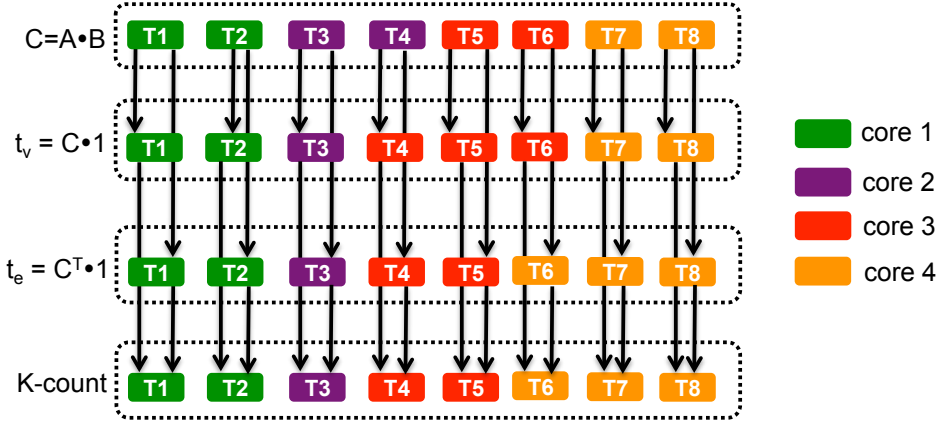 C=A•B T1 T2 T3 T4 T5 T6 T7 T8
tᵥ = C•1 T1 T2 T3 T4 T5 T6 T7 T8
tₑ = Cᵀ•1 T1 T2 T3 T4 T5 T6 T7 T8
K-count T1 T2 T3 T4 T5 T6 T7 T8
core 1
core 2
core 3
core 4